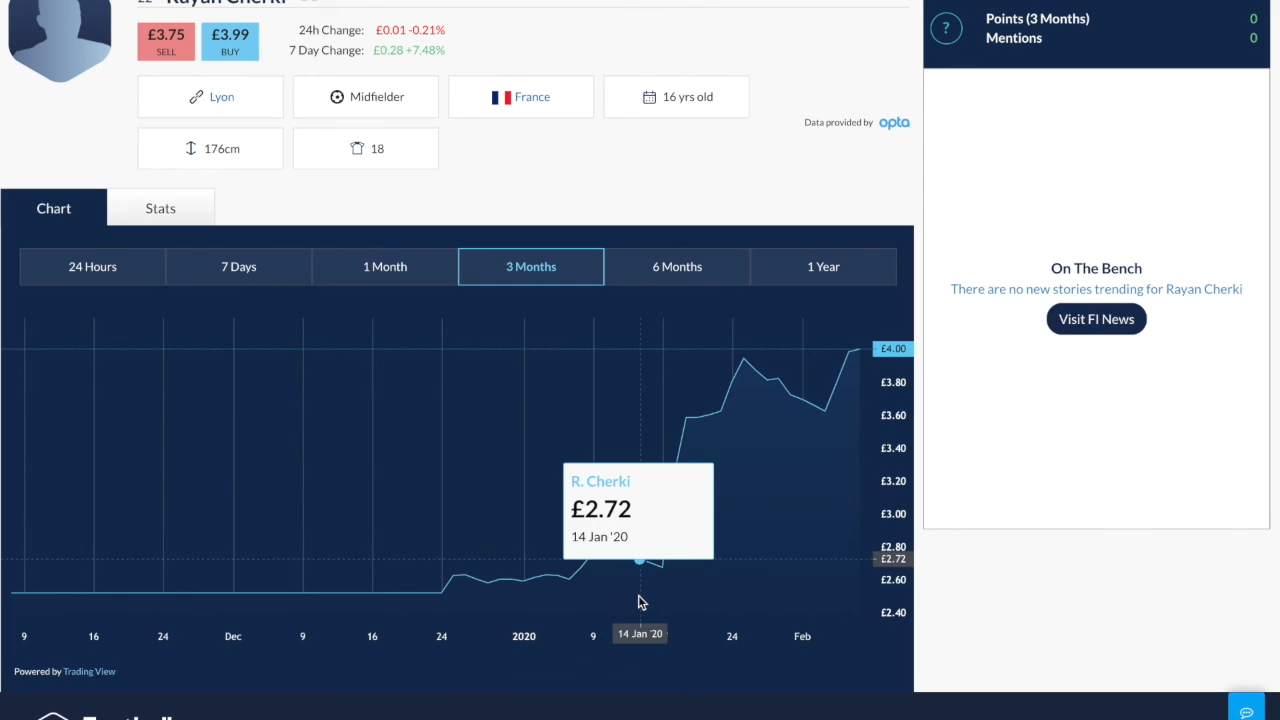 22 Rayan Cherki
£3.75
SELL
£3.99
BUY
24h Change: £0.01 -0.21%
7 Day Change: £0.28 +7.48%
Lyon
Midfielder
France
16 yrs old
176cm
18
Data provided by opta
Points (3 Months) 0
Mentions 0
?
Chart
Stats
24 Hours
7 Days
1 Month
3 Months
6 Months
1 Year
On The Bench
There are no new stories trending for Rayan Cherki
Visit FI News
£4.00
£3.80
£3.60
£3.40
£3.20
£3.00
£2.80
£2.72
£2.60
£2.40
R. Cherki
£2.72
14 Jan '20
9 16 24 Dec 9 16 24 2020 9 14 Jan '20 24 Feb
Powered by Trading View